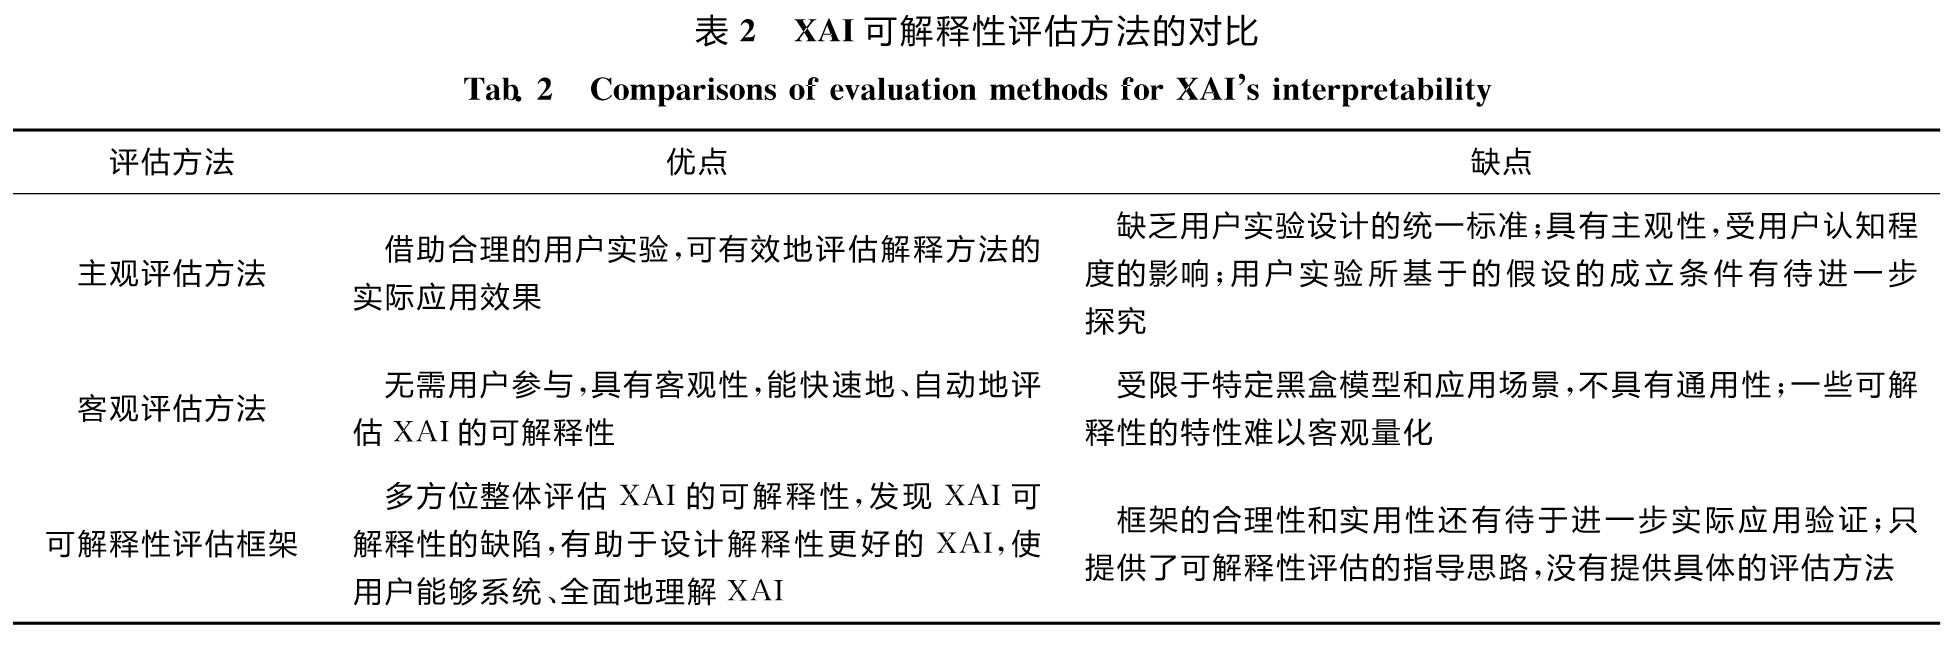 表 2 XAI 可解释性评估方法的对比
Tab. 2 Comparisons of evaluation methods for XAI’s interpretability
评估方法 优点 缺点
主观评估方法
借助合理的用户实验,可有效地评估解释方法的
实际应用效果
缺乏用户实验设计的统一标准;具有主观性,受用户认知程
度的影响;用户实验所基于的假设的成立条件有待进一步
探究
客观评估方法
无需用户参与,具有客观性,能快速地、自动地评
估 XAI 的可解释性
受限于特定黑盒模型和应用场景,不具有通用性;一些可解
释性的特性难以客观量化
可解释性评估框架
多方位整体评估 XAI 的可解释性,发现 XAI 可
解释性的缺陷,有助于设计解释性更好的 XAI,使
用户能够系统、全面地理解 XAI
框架的合理性和实用性还有待于进一步实际应用验证;只
提供了可解释性评估的指导思路,没有提供具体的评估方法